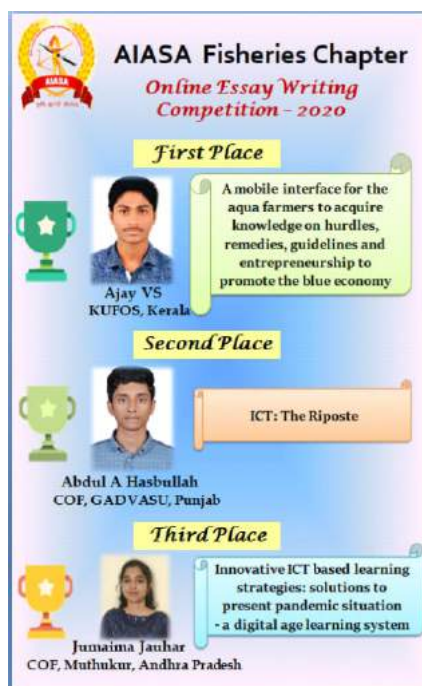 AIASA
AIASA Fisheries Chapter
Online Essay Writing
Competition – 2020
First Place
A mobile interface for the
aqua farmers to acquire
knowledge on hurdles,
remedies, guidelines and
entrepreneurship to
promote the blue economy
Ajay VS
KUFOS, Kerala
Second Place
ICT: The Riposte
Abdul A Hasbullah
COF, GADVASU, Punjab
Third Place
Innovative ICT based learning
strategies: solutions to
present pandemic situation
- a digital age learning system
Jumaima Jauhar
COF, Muthukur, Andhra Pradesh